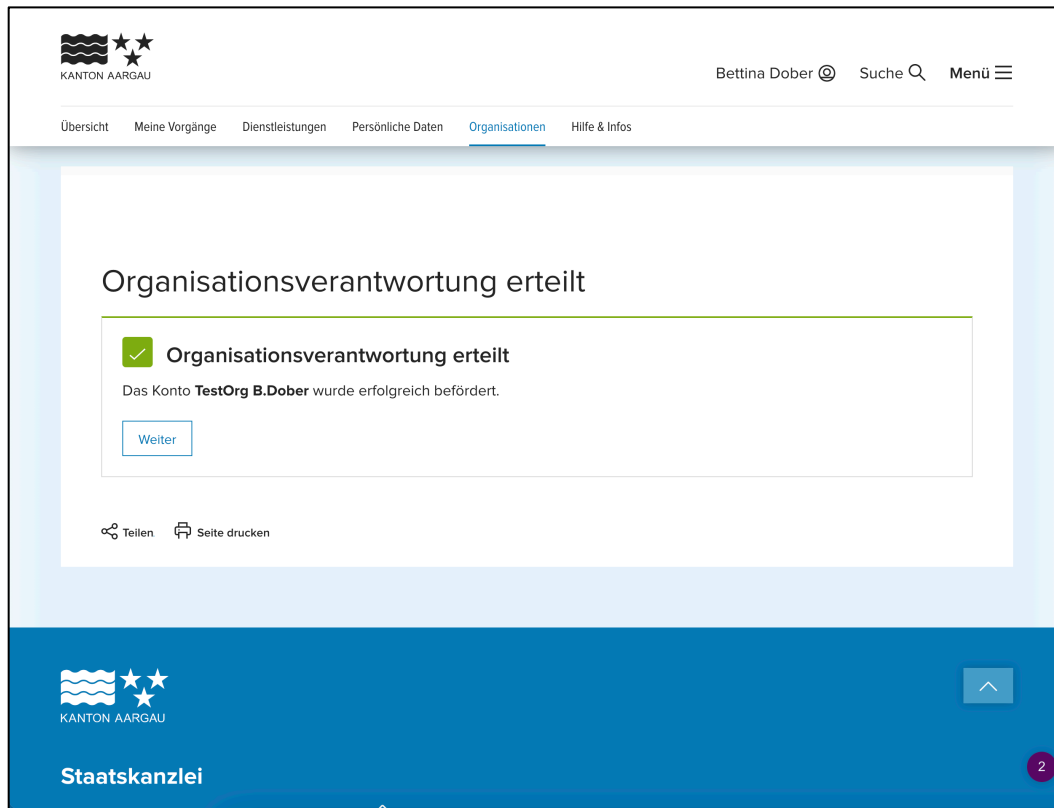 KANTON AARGAU
Bettina Dober Suche Menü
Übersicht Meine Vorgänge Dienstleistungen Persönliche Daten Organisationen Hilfe & Infos
Organisationsverantwortung erteilt
Organisationsverantwortung erteilt
Das Konto TestOrg B.Dober wurde erfolgreich befördert.
Weiter
Teilen Seite drucken
KANTON AARGAU
Staatskanzlei
2